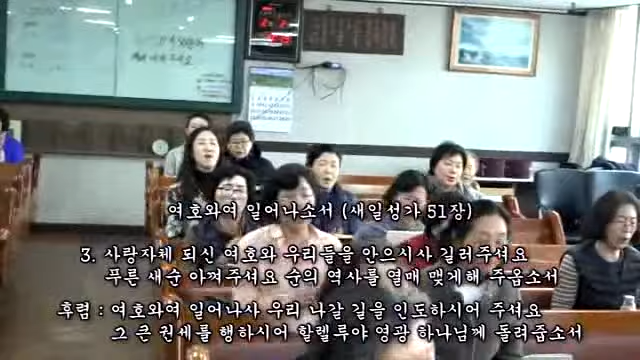 여호와여 일어나소서 (새일성가 51장)
3. 사랑자체 되신 여호와 우리들을 안으시사 길러주셔요
푸른 새순 아껴주셔요 순의 역사를 열매 맺게해 주옵소서
후렴 : 여호와여 일어나사 우리 나갈 길을 인도하시어 주셔요
그 큰 권세를 행하시어 할렐루야 영광 하나님께 돌려줍소서